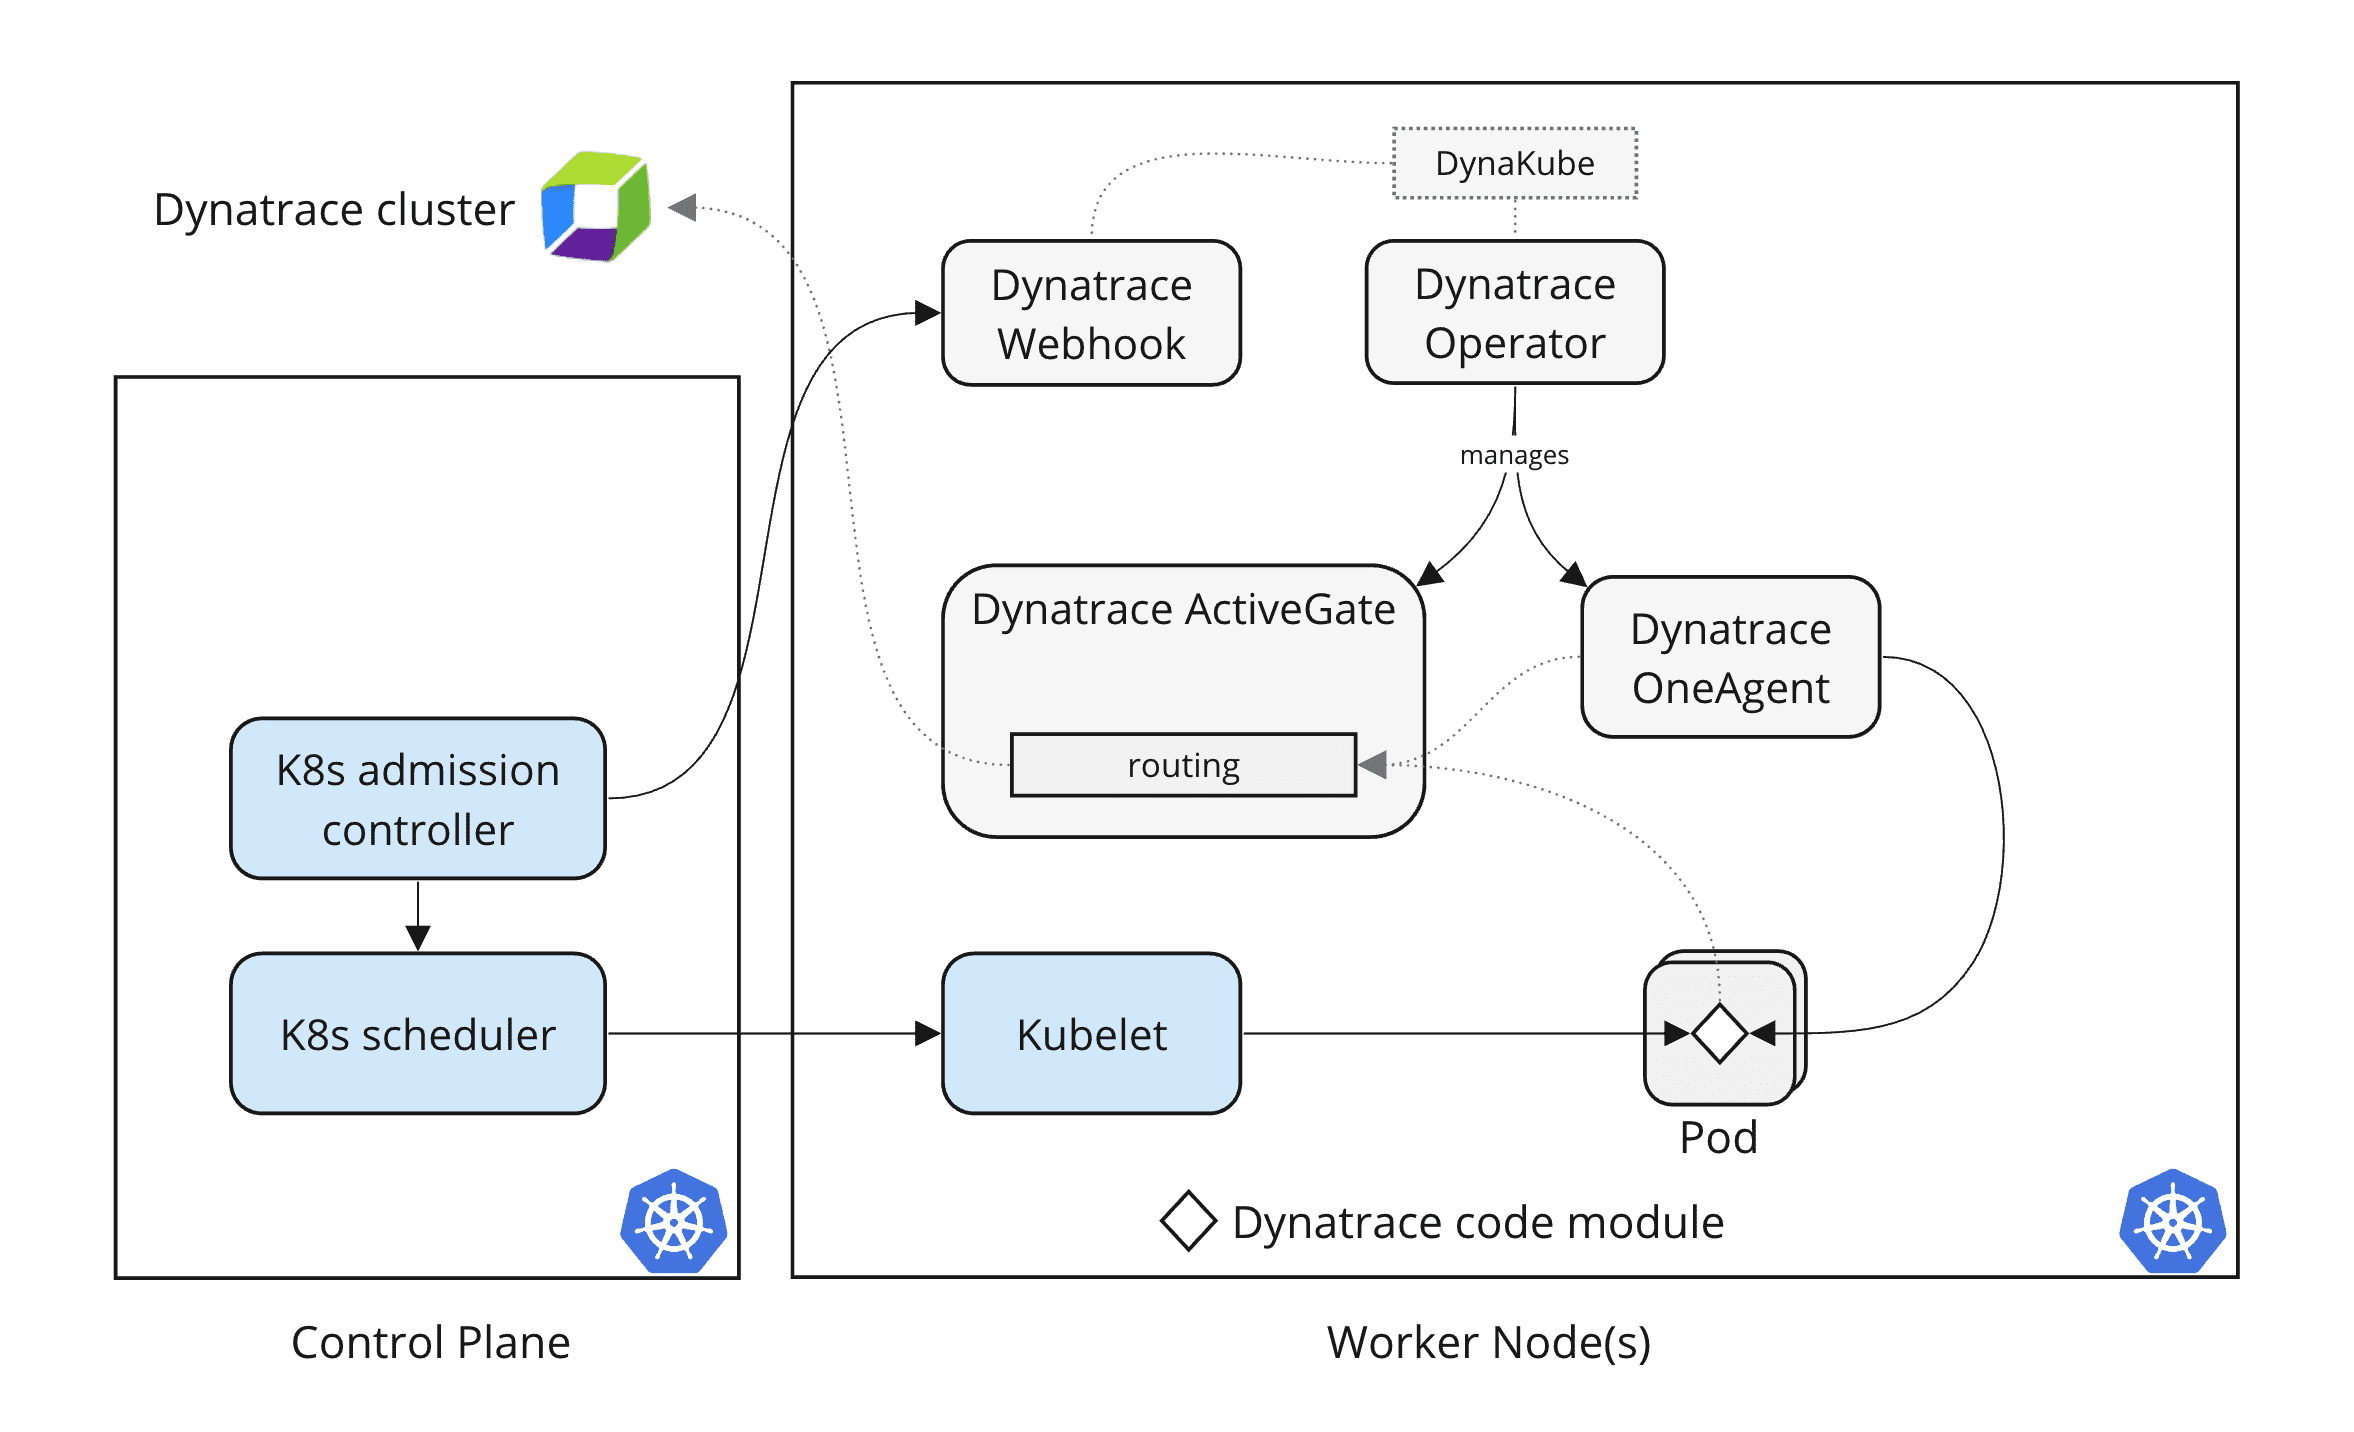 Dynatrace cluster
DynaKube
Dynatrace
Webhook
Dynatrace
Operator
manages
Dynatrace ActiveGate
routing
Dynatrace
OneAgent
K8s admission
controller
K8s scheduler
Kubelet
Pod
Dynatrace code module
Control Plane
Worker Node(s)